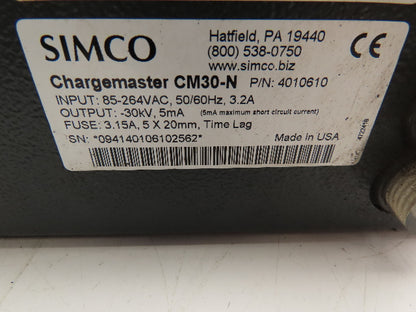 SIMCO
Hatfield, PA 19440
(800) 538-0750
www.simco.biz
CE
Chargemaster CM30-N P/N: 4010610
INPUT: 85-264VAC, 50/60Hz, 3.2A
OUTPUT: -30kV, 5mA (5mA maximum short circuit current)
FUSE: 3.15A, 5 X 20mm, Time Lag
SN: *094140106102562* Made in USA